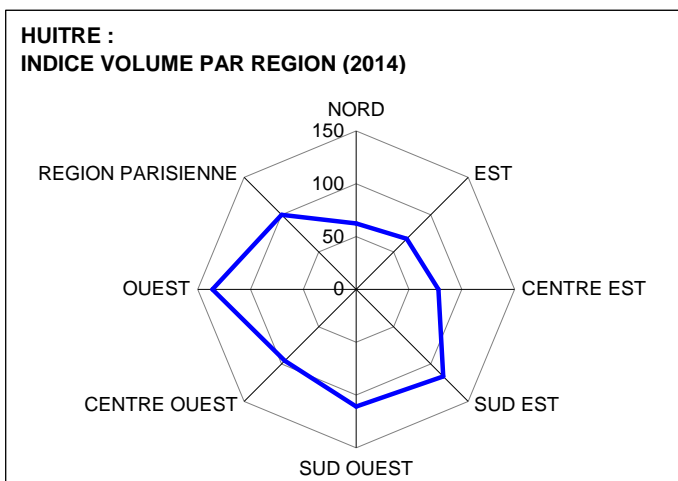 HUITRE :
INDICE VOLUME PAR REGION (2014)
NORD
150
REGION PARISIENNE
EST
100
50
OUEST
0
CENTRE EST
CENTRE OUEST
SUD EST
SUD OUEST